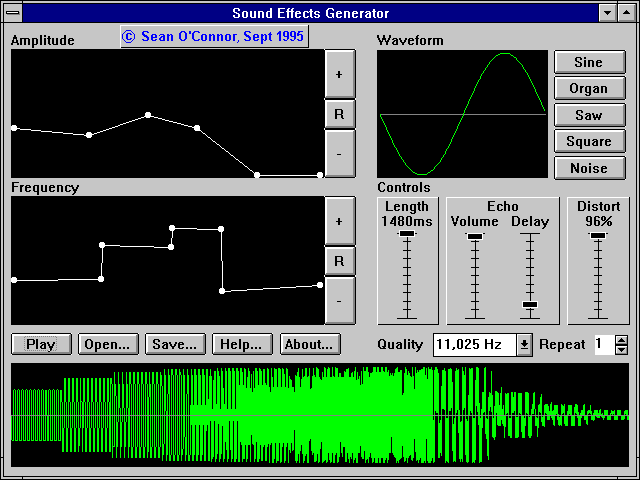 Sound Effects Generator
Amplitude
© Sean O'Connor, Sept 1995
Waveform
+
R
-
Sine
Organ
Saw
Square
Noise
Frequency
+
R
-
Controls
Length
1480ms
Echo
Volume Delay
Distort
96%
Play Open... Save... Help... About...
Quality 11,025 Hz Repeat 1